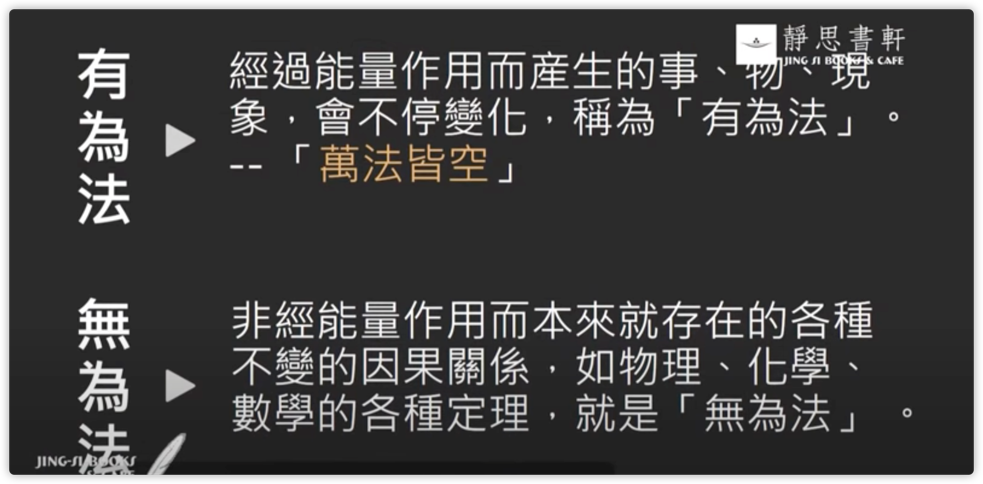 靜思書軒
JING SI BOOKS & CAFE
有為法
經過能量作用而産生的事、物、現
象，會不停變化，稱為「有為法」。
--「萬法皆空」
無為法
非經能量作用而本來就存在的各種
不變的因果關係，如物理、化學、
數學的各種定理，就是「無為法」。
JING-SI BOOKS